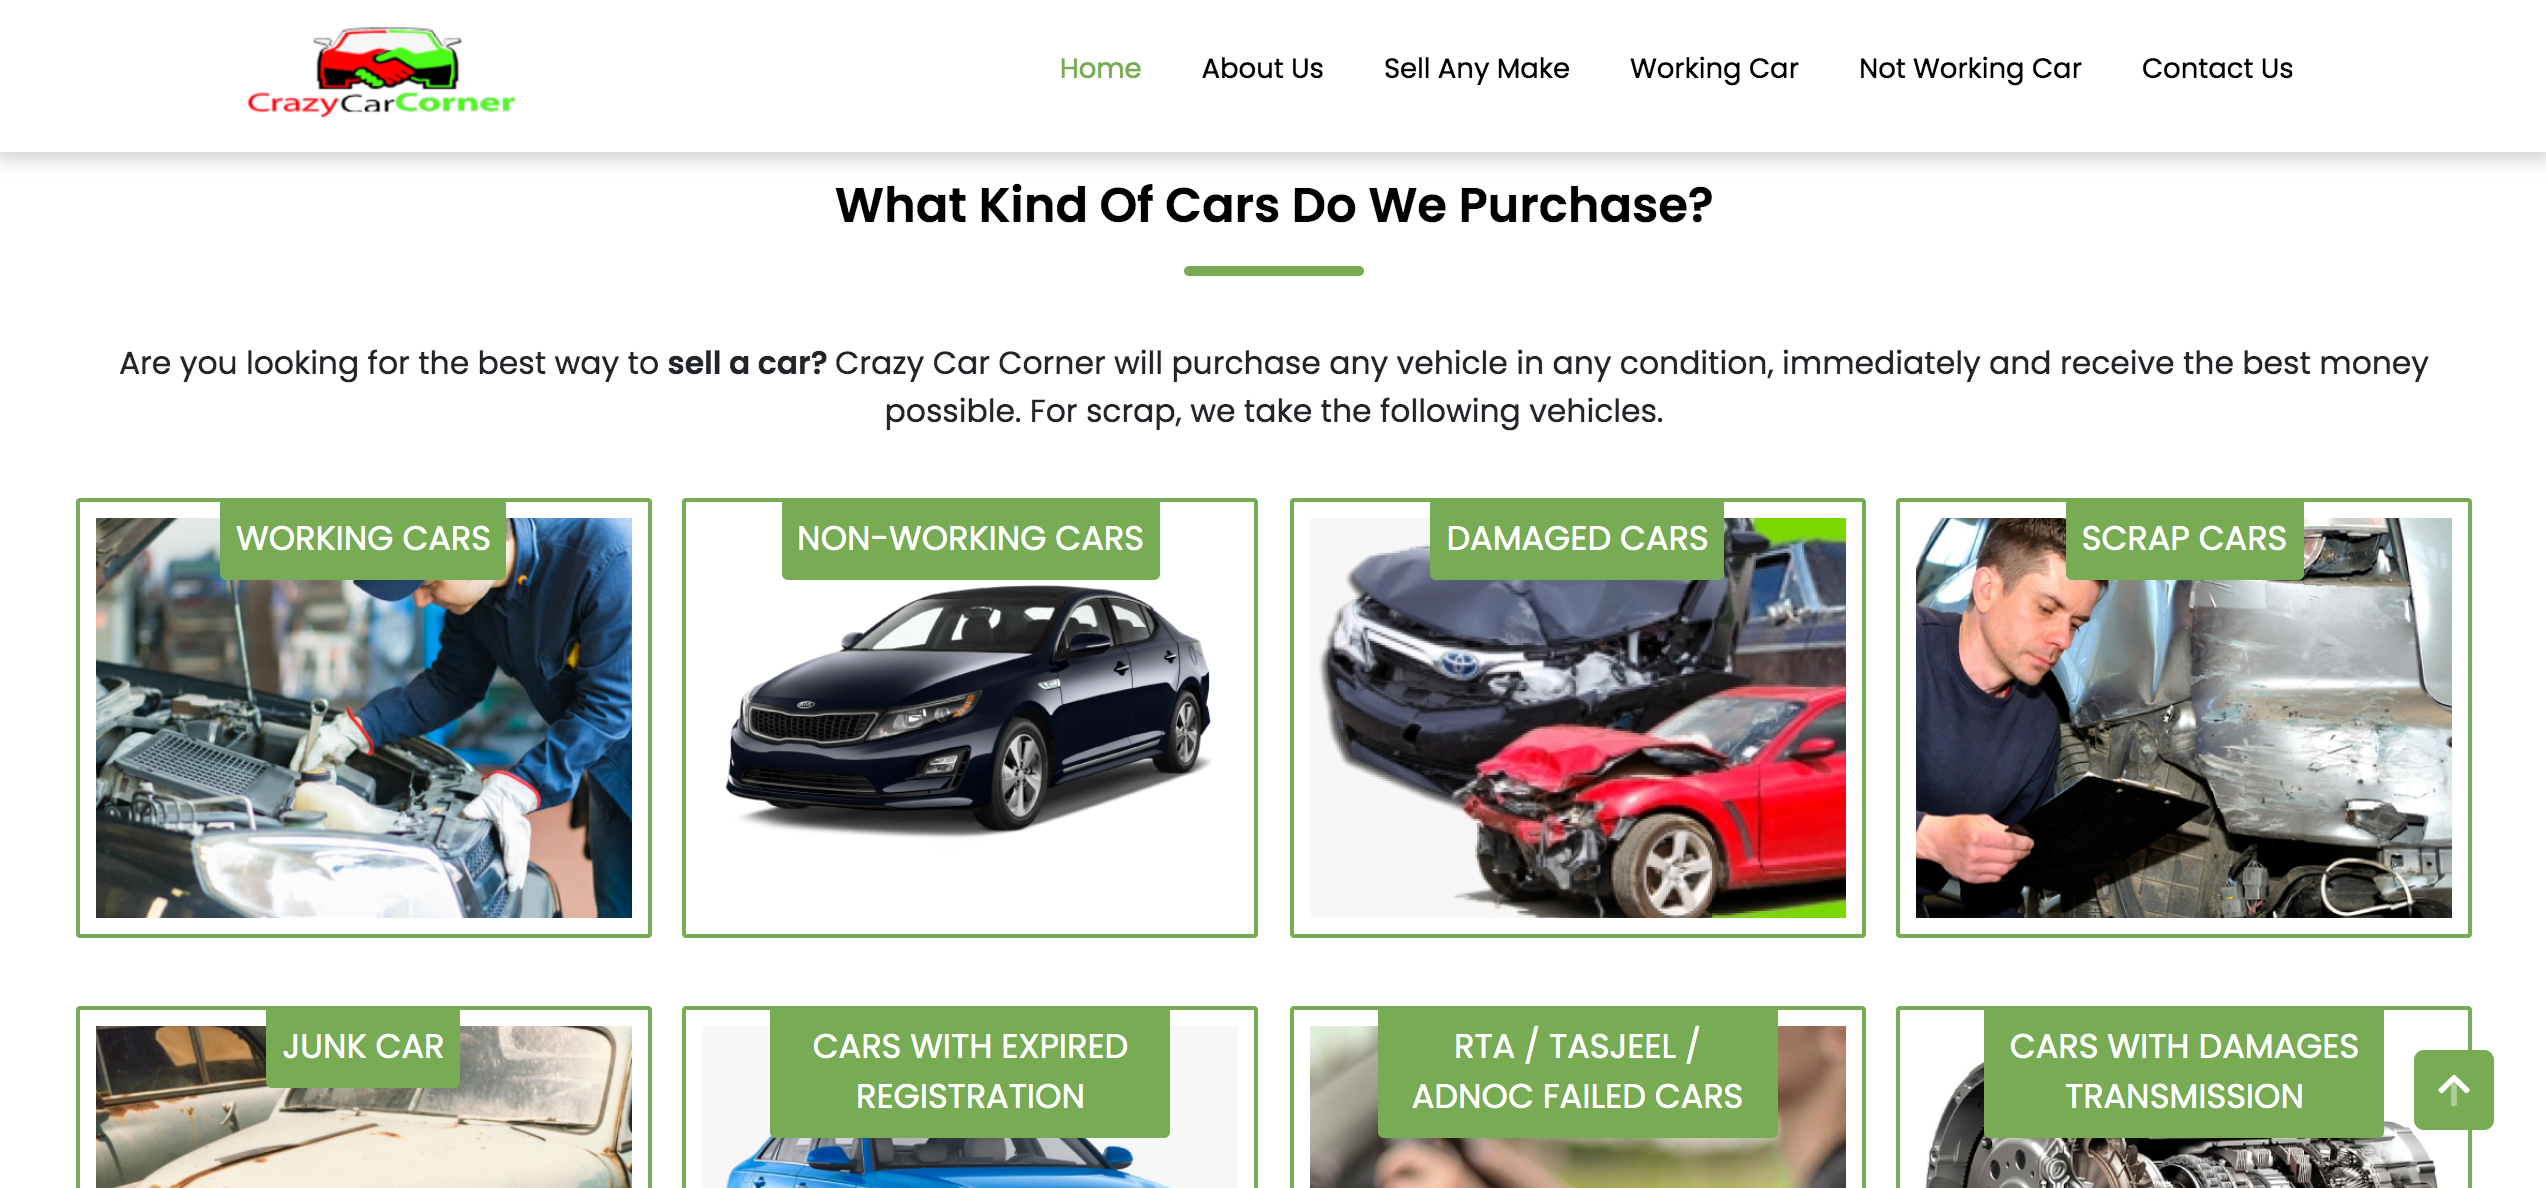 CrazyCarCorner
Home
About Us
Sell Any Make
Working Car
Not Working Car
Contact Us
What Kind Of Cars Do We Purchase?
Are you looking for the best way to sell a car? Crazy Car Corner will purchase any vehicle in any condition, immediately and receive the best money
possible. For scrap, we take the following vehicles.
WORKING CARS
NON-WORKING CARS
DAMAGED CARS
SCRAP CARS
JUNK CAR
CARS WITH EXPIRED
REGISTRATION
RTA / TASJEEL /
ADNOC FAILED CARS
CARS WITH DAMAGES
TRANSMISSION